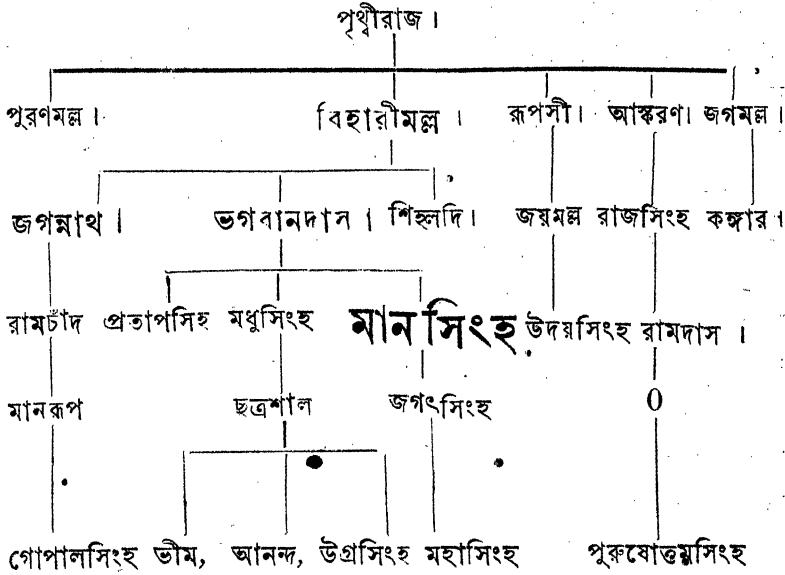 পৃথ্বীরাজ।
পুরণমল্ল। বিহারীমল্ল। রূপসী। আস্করণ। জগমল্ল।
জগন্নাথ। ভগবানদাস। শিহ্লদি। জয়মল্ল রাজসিংহ কঙ্গার।
রামচাঁদ প্রতাপসিংহ মধুসিংহ মানসিংহ উদয়সিংহ রামদাস।
মানরূপ ছত্রশাল জগৎসিংহ 0
গোপালসিংহ ভীম, আনন্দ, উগ্রসিংহ মহাসিংহ পুরুষোত্তমসিংহ